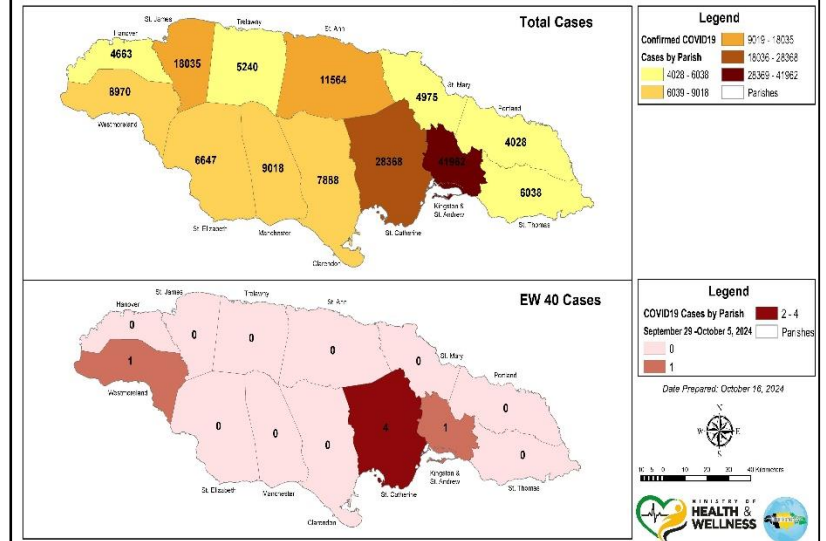 Total Cases
St. James
Trelawny
St. Ann
Hanover
4663
18035
5240
11564
8970
4975
St. Mary
Portland
Westmoreland
4028
6647
9018
7888
28368
41962
6038
St. Elizabeth
Manchester
St. Catherine
Kingston &
St. Andrew
St. Thomas
Clarendon
Legend
Confirmed COVID19
Cases by Parish
4028 - 6038
6039 - 9018
9019 - 18035
18036 - 28368
28369 - 41962
Parishes
EW 40 Cases
St. James
Trelawny
St. Ann
Hanover
0
0
0
0
0
St. Mary
1
Portland
Westmoreland
0
0
0
0
4
1
0
St. Elizabeth
Manchester
St. Catherine
Kingston &
St. Andrew
St. Thomas
Clarendon
Legend
COVID19 Cases by Parish
September 29 -October 5, 2024
0
1
2 - 4
Parishes
Date Prepared: October 16, 2024
N
W E
S
10 5 0 10 20 30 40 Kilometers
MINISTRY OF
HEALTH &
WELLNESS